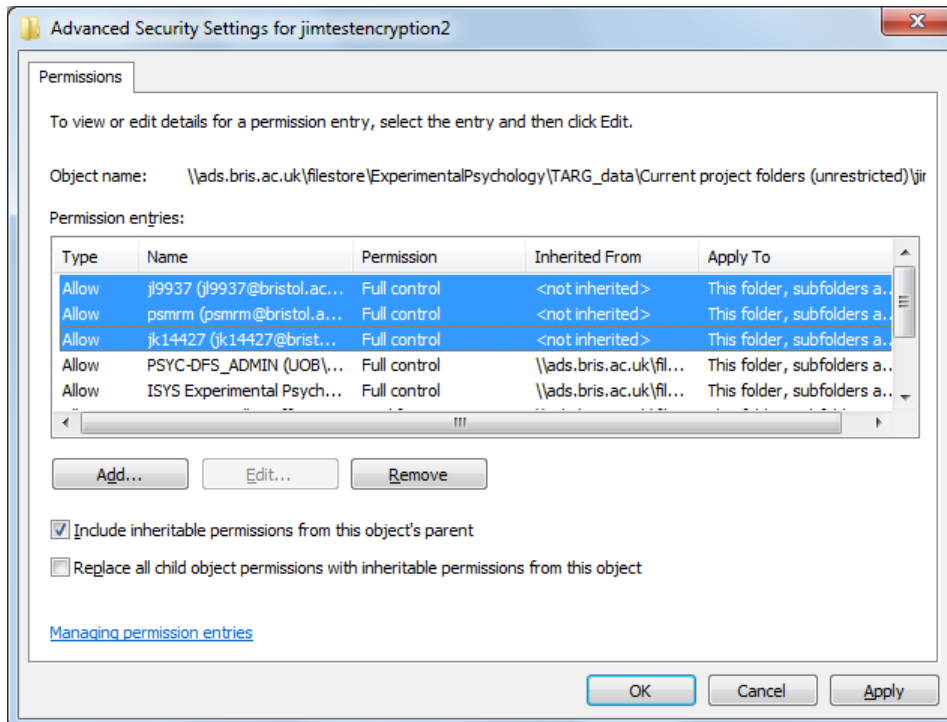 Advanced Security Settings for jimtestencryption2
Permissions
To view or edit details for a permission entry, select the entry and then click Edit.
Object name: \\ads.bris.ac.uk\filestore\ExperimentalPsychology\TARG_data\Current project folders (unrestricted)\jir
Permission entries:
Type Name Permission Inherited From Apply To
Allow jl9937 (jl9937@bristol.ac... Full control <not inherited> This folder, subfolders a...
Allow psmrm (psmrm@bristol.a... Full control <not inherited> This folder, subfolders a...
Allow jk14427 (jk14427@brist... Full control <not inherited> This folder, subfolders a...
Allow PSYC-DFS_ADMIN (UOB\... Full control \\ads.bris.ac.uk\fil... This folder, subfolders a...
Allow ISYS Experimental Psych... Full control \\ads.bris.ac.uk\fil... This folder, subfolders a...
Add... Edit... Remove
Include inheritable permissions from this object's parent
Replace all child object permissions with inheritable permissions from this object
Managing permission entries
OK Cancel Apply